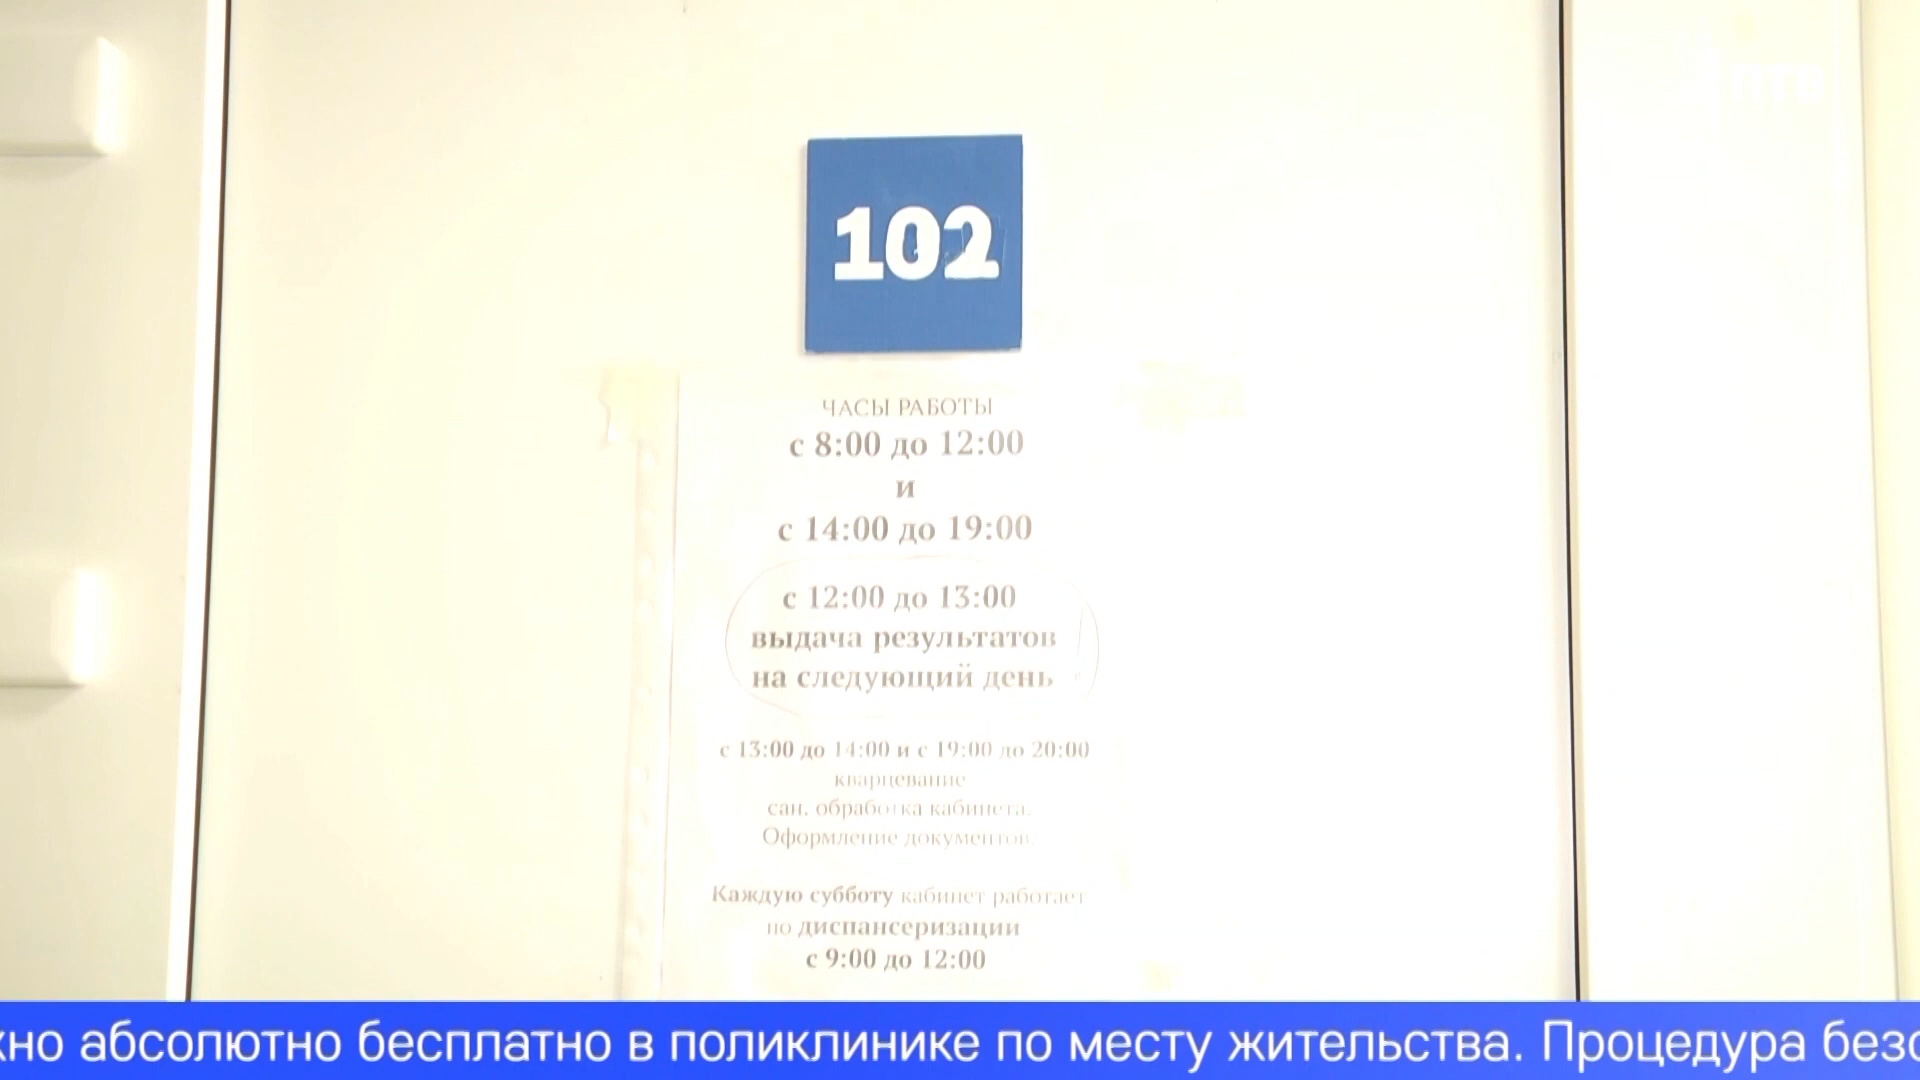 ПТВ
102
ЧАСЫ РАБОТЫ
с 8:00 до 12:00
и
с 14:00 до 19:00
с 12:00 до 13:00
выдача результатов
на следующий день
с 13:00 до 14:00 и с 19:00 до 20:00
кварцевание
сан. обработка кабинета.
Оформление документов.
Каждую субботу кабинет работает
по диспансеризации
с 9:00 до 12:00
но абсолютно бесплатно в поликлинике по месту жительства. Процедура